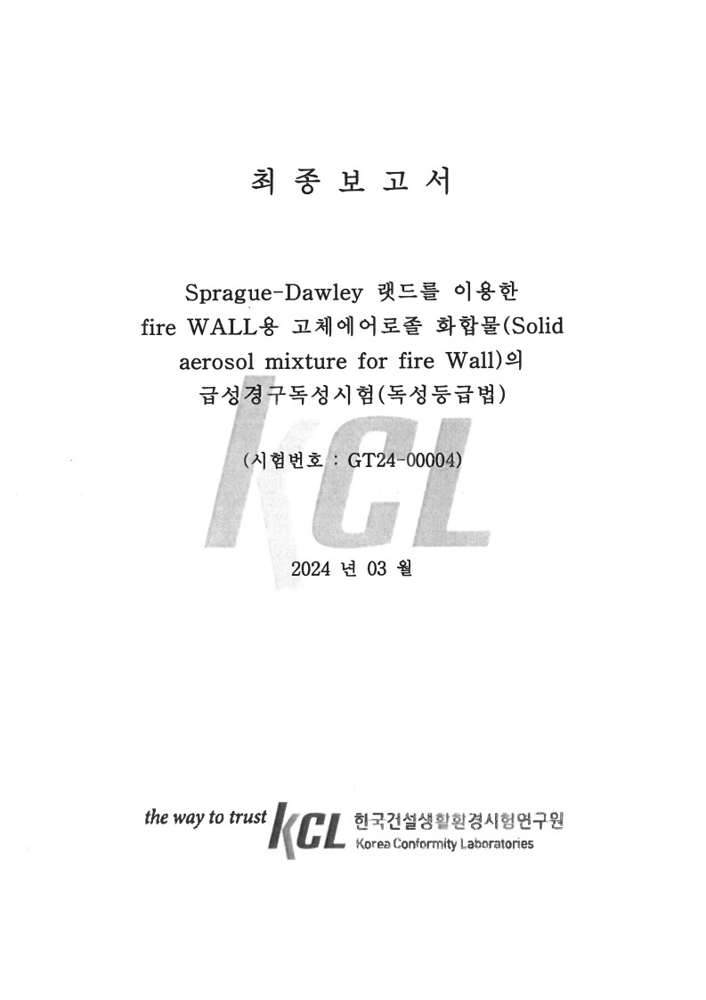 최 종 보 고 서
Sprague-Dawley 랫드를 이용한
fire WALL용 고체에어로졸 화합물(Solid
aerosol mixture for fire Wall)의
급성경구독성시험(독성등급법)
(시험번호 : GT24-00004)
KCL
2024 년 03 월
the way to trust KCL 한국건설생활환경시험연구원
Korea Conformity Laboratories